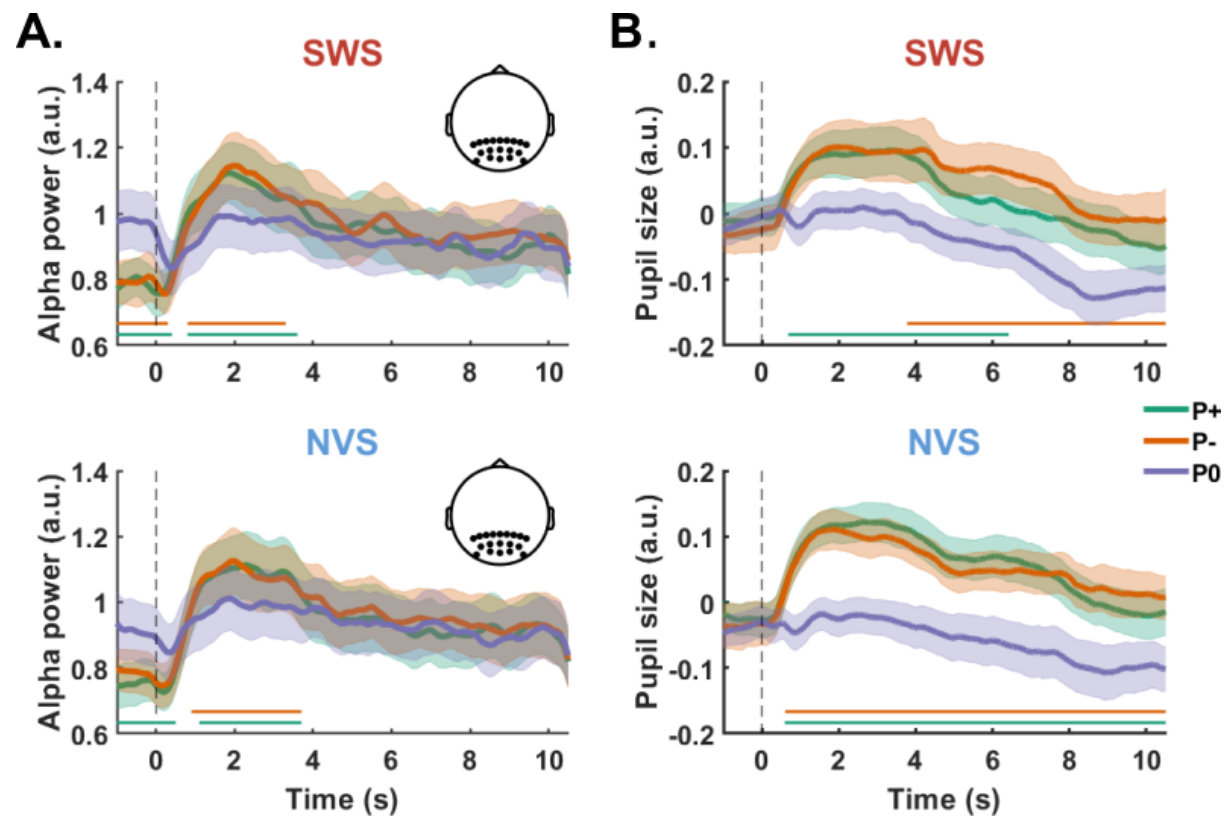 A.
SWS
Alpha power (a.u.)
1.4
1.2
1
0.8
0.6
0 2 4 6 8 10
NVS
Alpha power (a.u.)
1.4
1.2
1
0.8
0.6
0 2 4 6 8 10
Time (s)
B.
SWS
Pupil size (a.u.)
0.2
0.1
0
-0.1
-0.2
0 2 4 6 8 10
P+
P-
P0
NVS
Pupil size (a.u.)
0.2
0.1
0
-0.1
-0.2
0 2 4 6 8 10
Time (s)